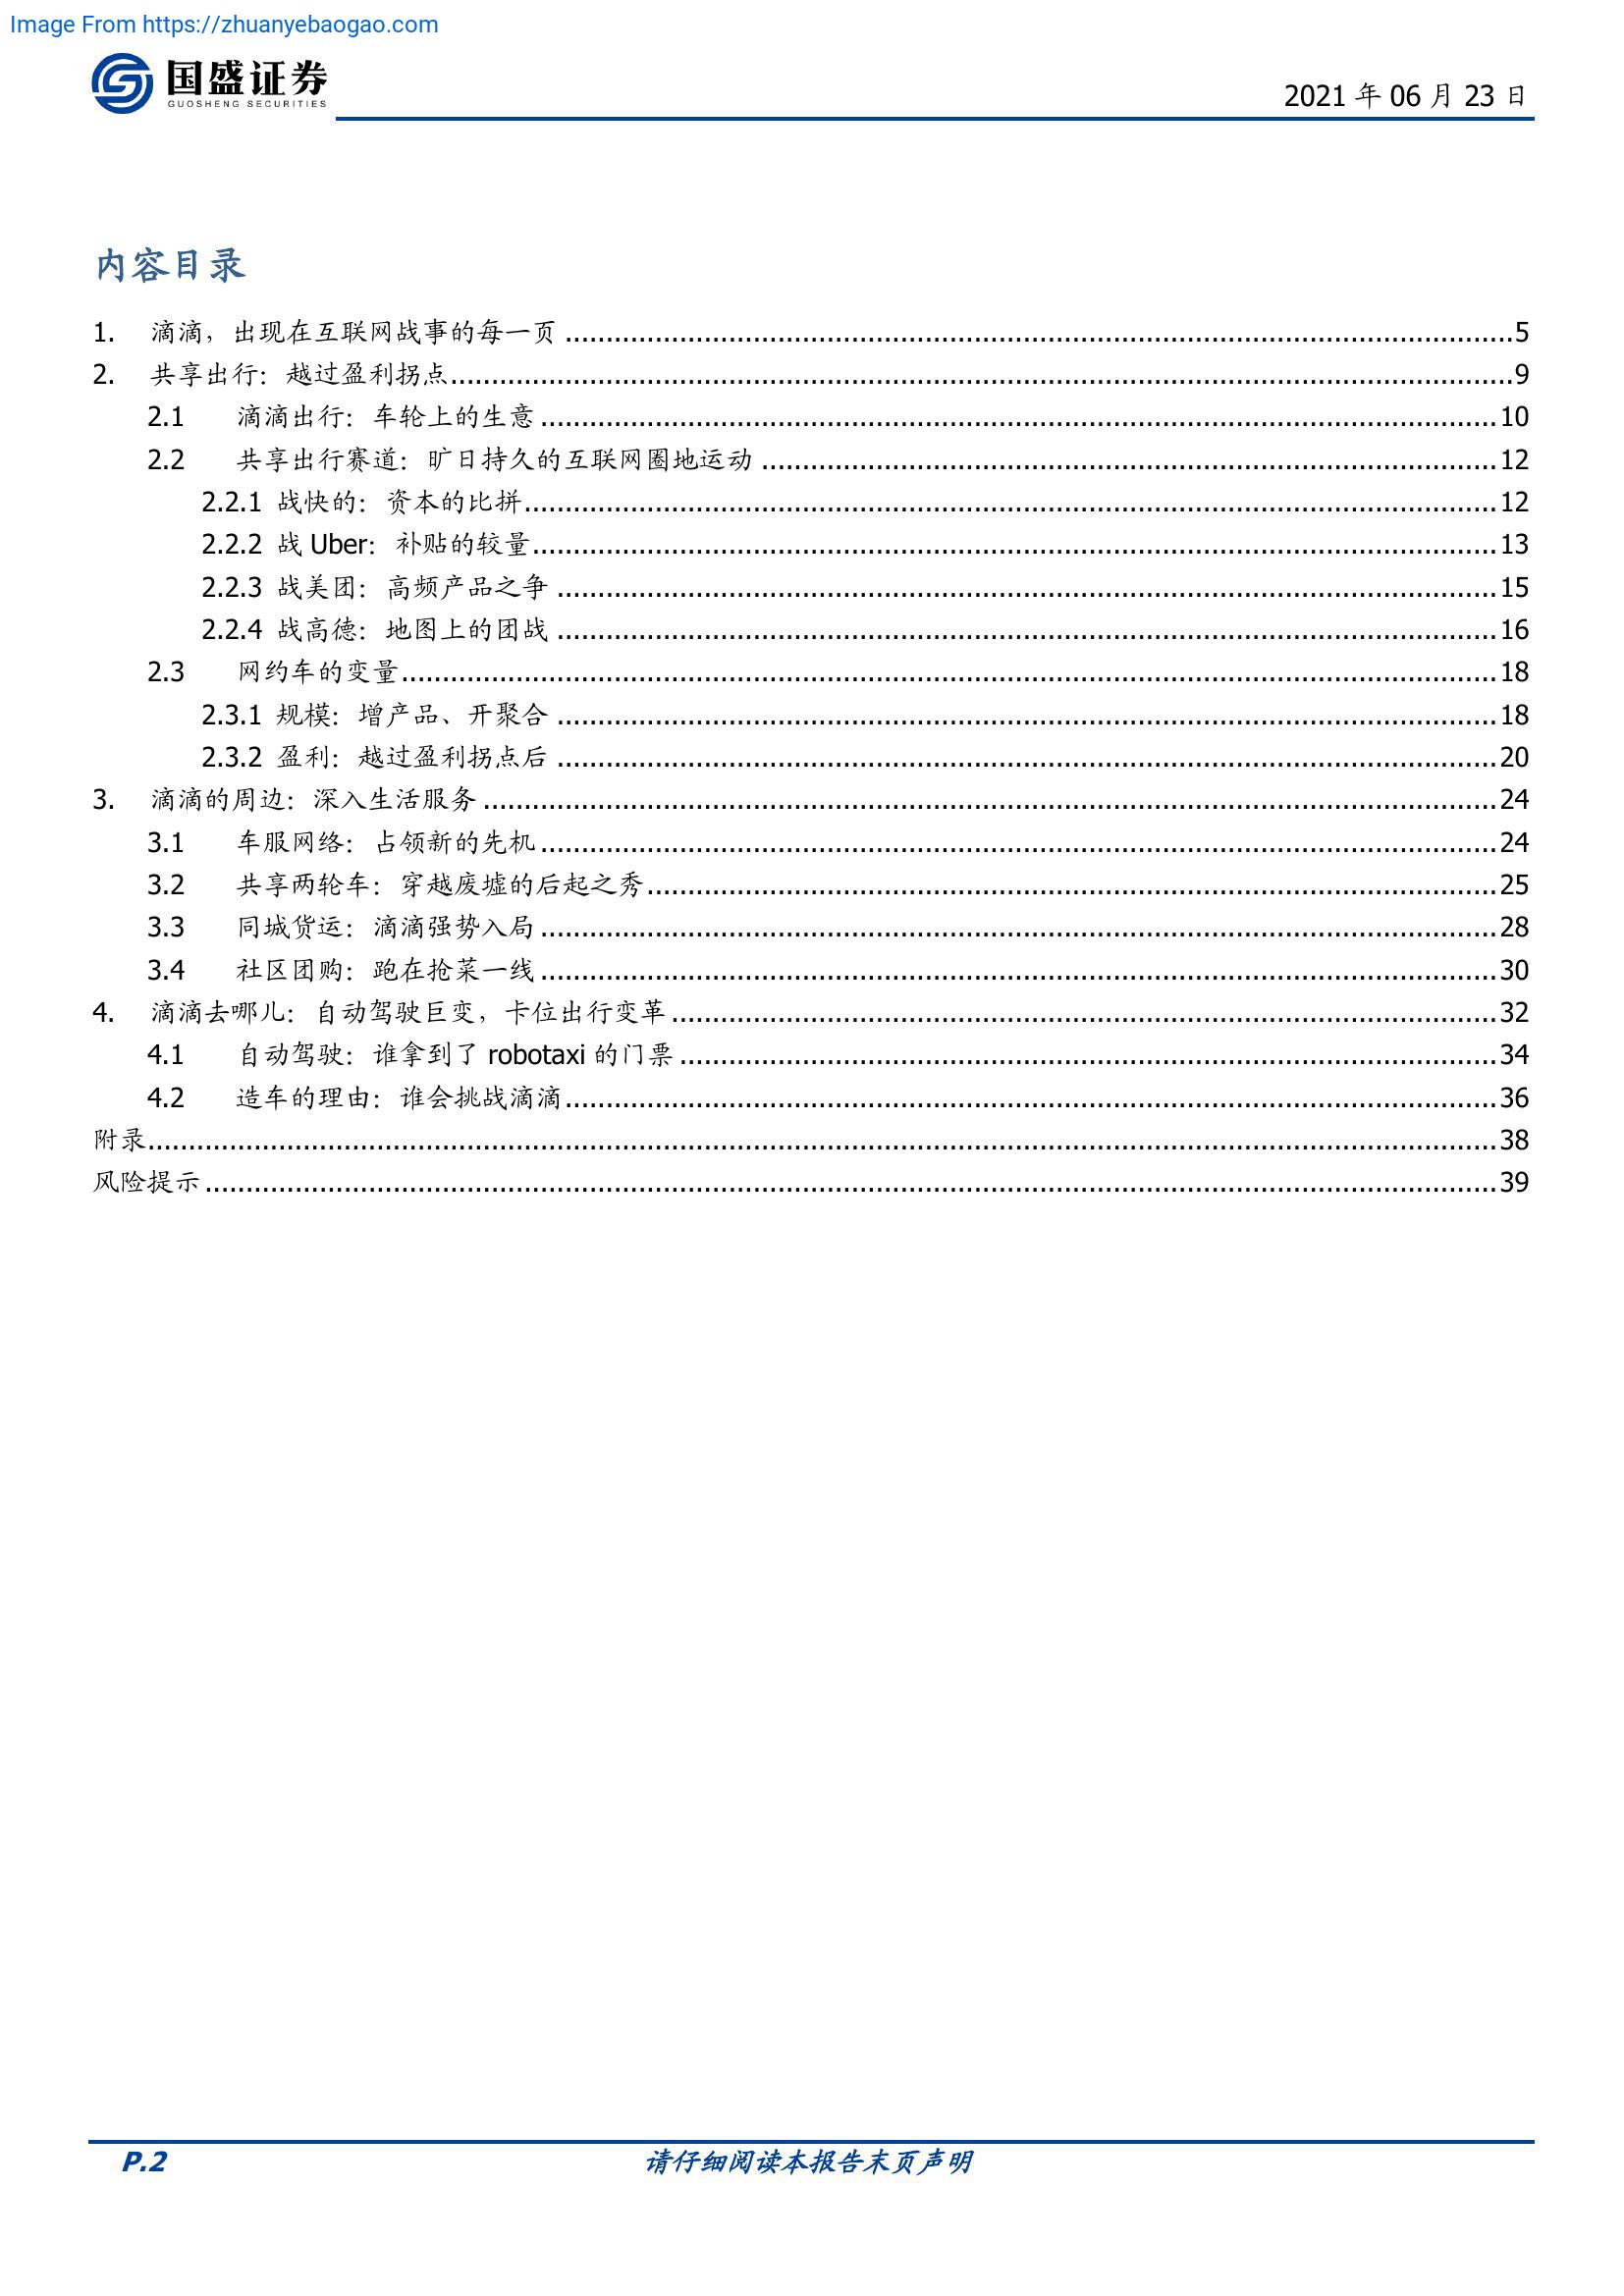 Image From https://zhuanyebaogao.com
国盛证券
GUOSHENG SECURITIES
2021 年 06 月 23 日
内容目录
1. 滴滴，出现在互联网战事的每一页 5
2. 共享出行：越过盈利拐点 9
2.1 滴滴出行：车轮上的生意 10
2.2 共享出行赛道：旷日持久的互联网圈地运动 12
2.2.1 战快的：资本的比拼 12
2.2.2 战 Uber：补贴的较量 13
2.2.3 战美团：高频产品之争 15
2.2.4 战高德：地图上的团战 16
2.3 网约车的变量 18
2.3.1 规模：增产品、开聚合 18
2.3.2 盈利：越过盈利拐点后 20
3. 滴滴的周边：深入生活服务 24
3.1 车服网络：占领新的先机 24
3.2 共享两轮车：穿越废墟的后起之秀 25
3.3 同城货运：滴滴强势入局 28
3.4 社区团购：跑在抢菜一线 30
4. 滴滴去哪儿：自动驾驶巨变，卡位出行变革 32
4.1 自动驾驶：谁拿到了 robotaxi 的门票 34
4.2 造车的理由：谁会挑战滴滴 36
附录 38
风险提示 39
P.2 请仔细阅读本报告末页声明